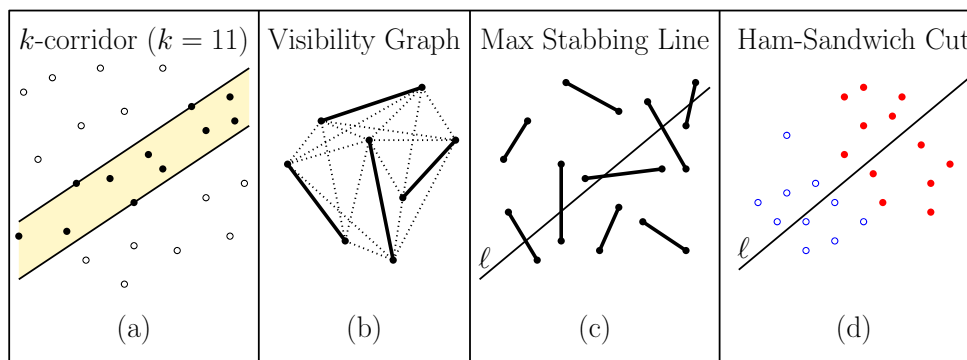 k-corridor (k = 11)
Visibility Graph
Max Stabbing Line
Ham-Sandwich Cut
ℓ
ℓ
(a)
(b)
(c)
(d)